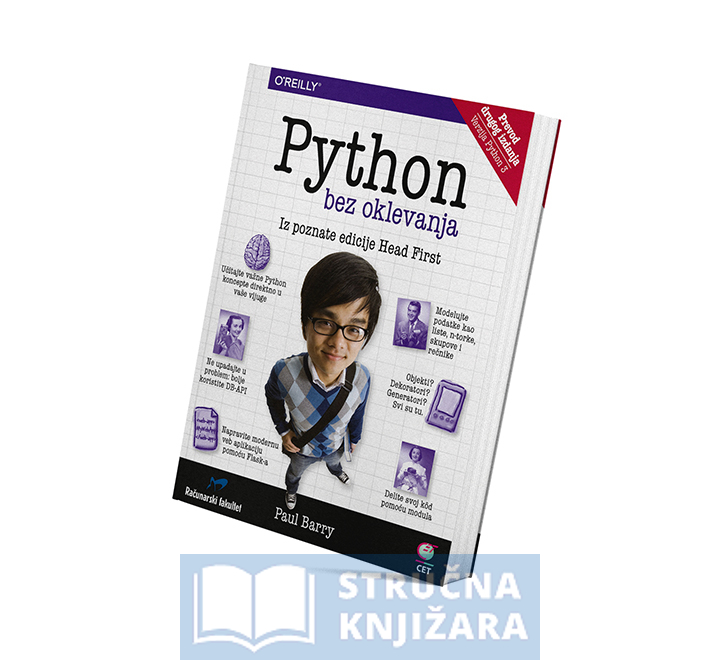 O'REILLY®
Prevod
drugog izdanja
Verzija Python 3
Python
bez oklevanja
Iz poznate edicije Head First
Učitajte važne Python
koncepte direktno u
vaše vijuge
Modelujte
podatke kao
liste, n-torke,
skupove i
rečnike
Ne upadajte u
problem: bolje
koristite DB-API
Objekti?
Dekoratori?
Generatori?
Svi su tu.
Napravite modernu
veb aplikaciju
pomoću Flask-a
Delite svoj kôd
pomoću modula
Računarski fakultet
Paul Barry
CET
STRUČNA
KNJIŽARA